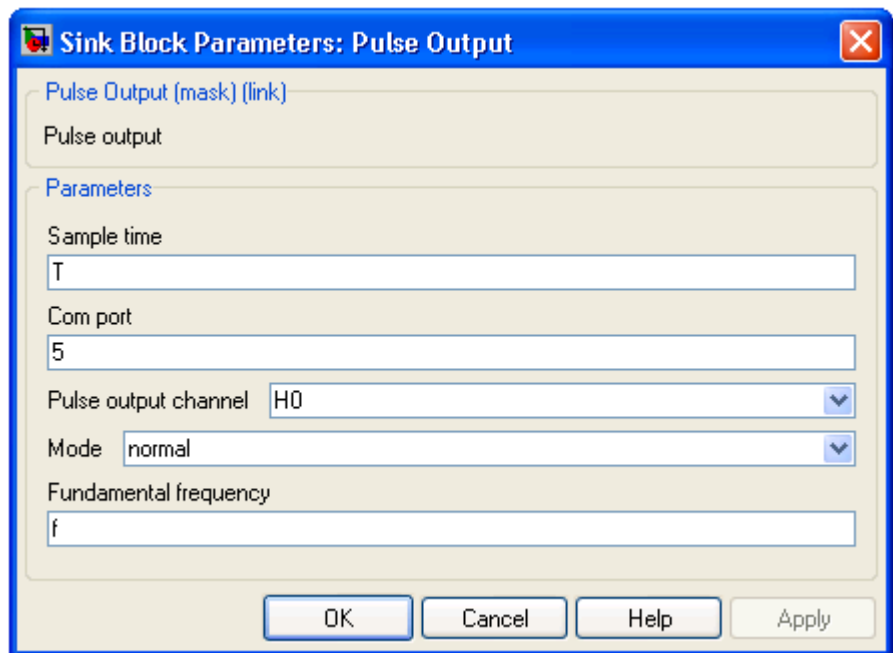 Sink Block Parameters: Pulse Output
Pulse Output (mask) (link)
Pulse output
Parameters
Sample time
T
Com port
5
Pulse output channel H0
Mode normal
Fundamental frequency
f
OK Cancel Help Apply